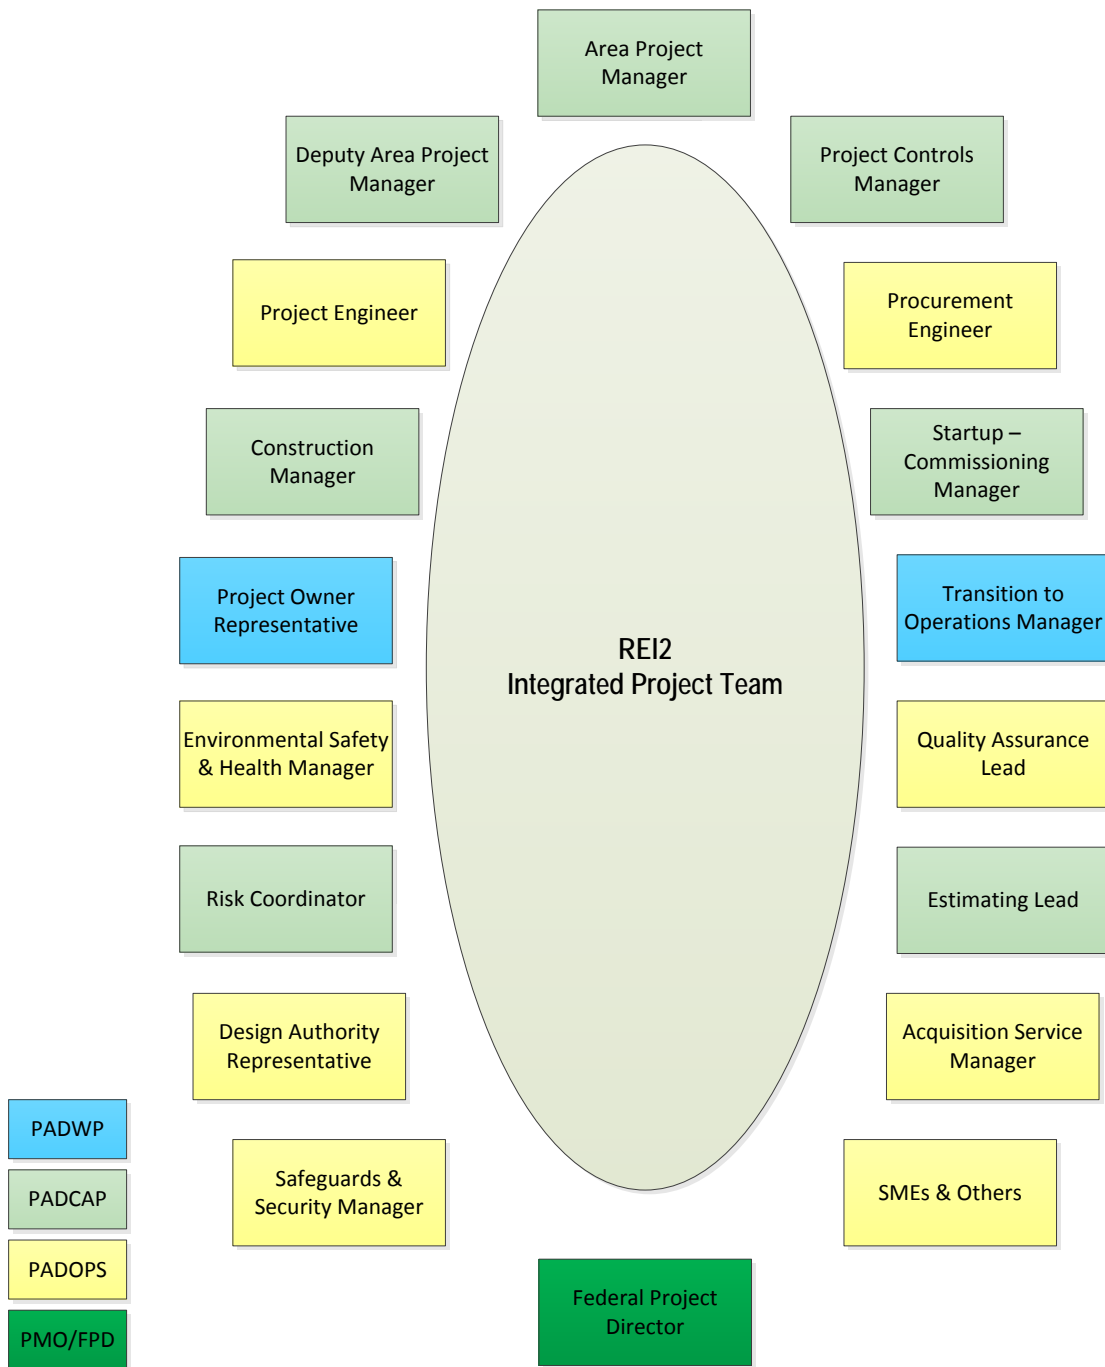 Area Project
Manager
Deputy Area Project
Manager
Project Controls
Manager
Project Engineer
Procurement
Engineer
Construction
Manager
Startup –
Commissioning
Manager
Project Owner
Representative
Transition to
Operations Manager
REI2
Integrated Project Team
Environmental Safety
& Health Manager
Quality Assurance
Lead
Risk Coordinator
Estimating Lead
Design Authority
Representative
Acquisition Service
Manager
Safeguards &
Security Manager
SMEs & Others
Federal Project
Director
PADWP
PADCAP
PADOPS
PMO/FPD